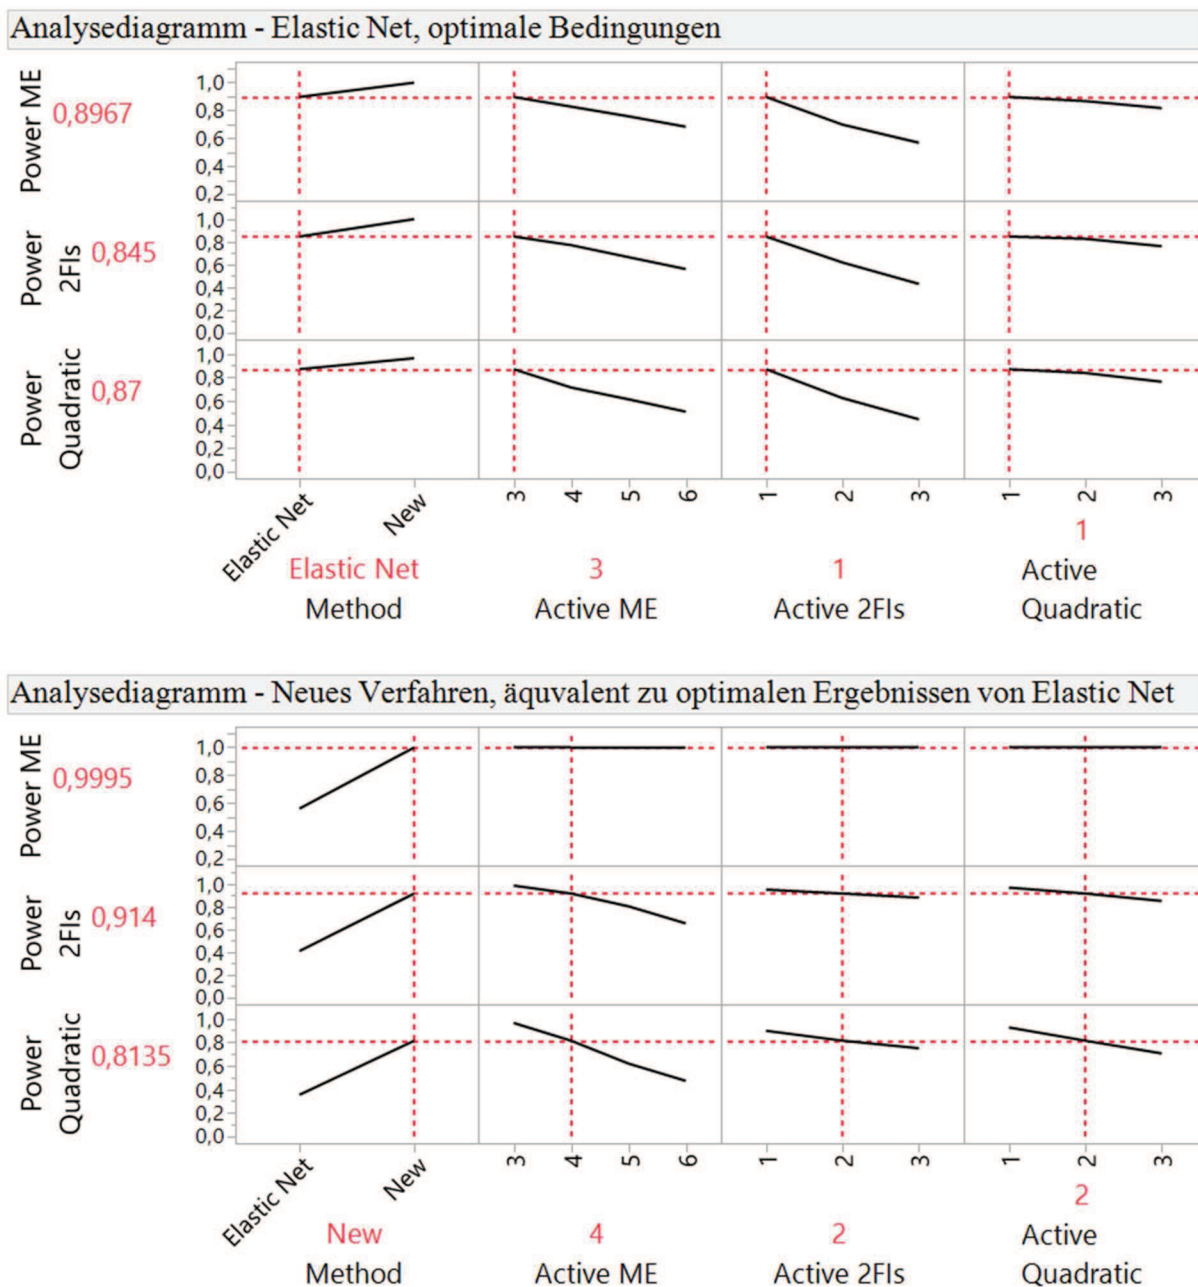 Analysediagramm - Elastic Net, optimale Bedingungen
Power ME
0,8967
1,0
0,8
0,6
0,4
0,2
Power
2FIs
0,845
1,0
0,8
0,6
0,4
0,2
0,0
Power
Quadratic
0,87
1,0
0,8
0,6
0,4
0,2
0,0
Elastic Net
New
3
4
5
6
1
2
3
1
2
3
Elastic Net
Method
3
Active ME
1
Active 2FIs
1
Active
Quadratic
Analysediagramm - Neues Verfahren, äquvalent zu optimalen Ergebnissen von Elastic Net
Power ME
0,9995
1,0
0,8
0,6
0,4
0,2
Power
2FIs
0,914
1,0
0,8
0,6
0,4
0,2
0,0
Power
Quadratic
0,8135
1,0
0,8
0,6
0,4
0,2
0,0
Elastic Net
New
3
4
5
6
1
2
3
1
2
3
New
Method
4
Active ME
2
Active 2FIs
2
Active
Quadratic